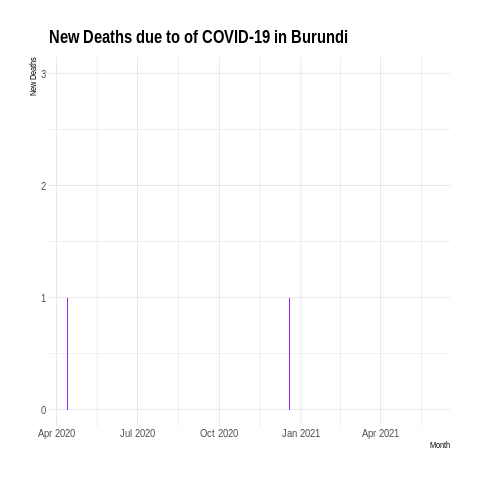 New Deaths due to of COVID-19 in Burundi
New Deaths
3
2
1
0
Apr 2020 Jul 2020 Oct 2020 Jan 2021 Apr 2021
Month